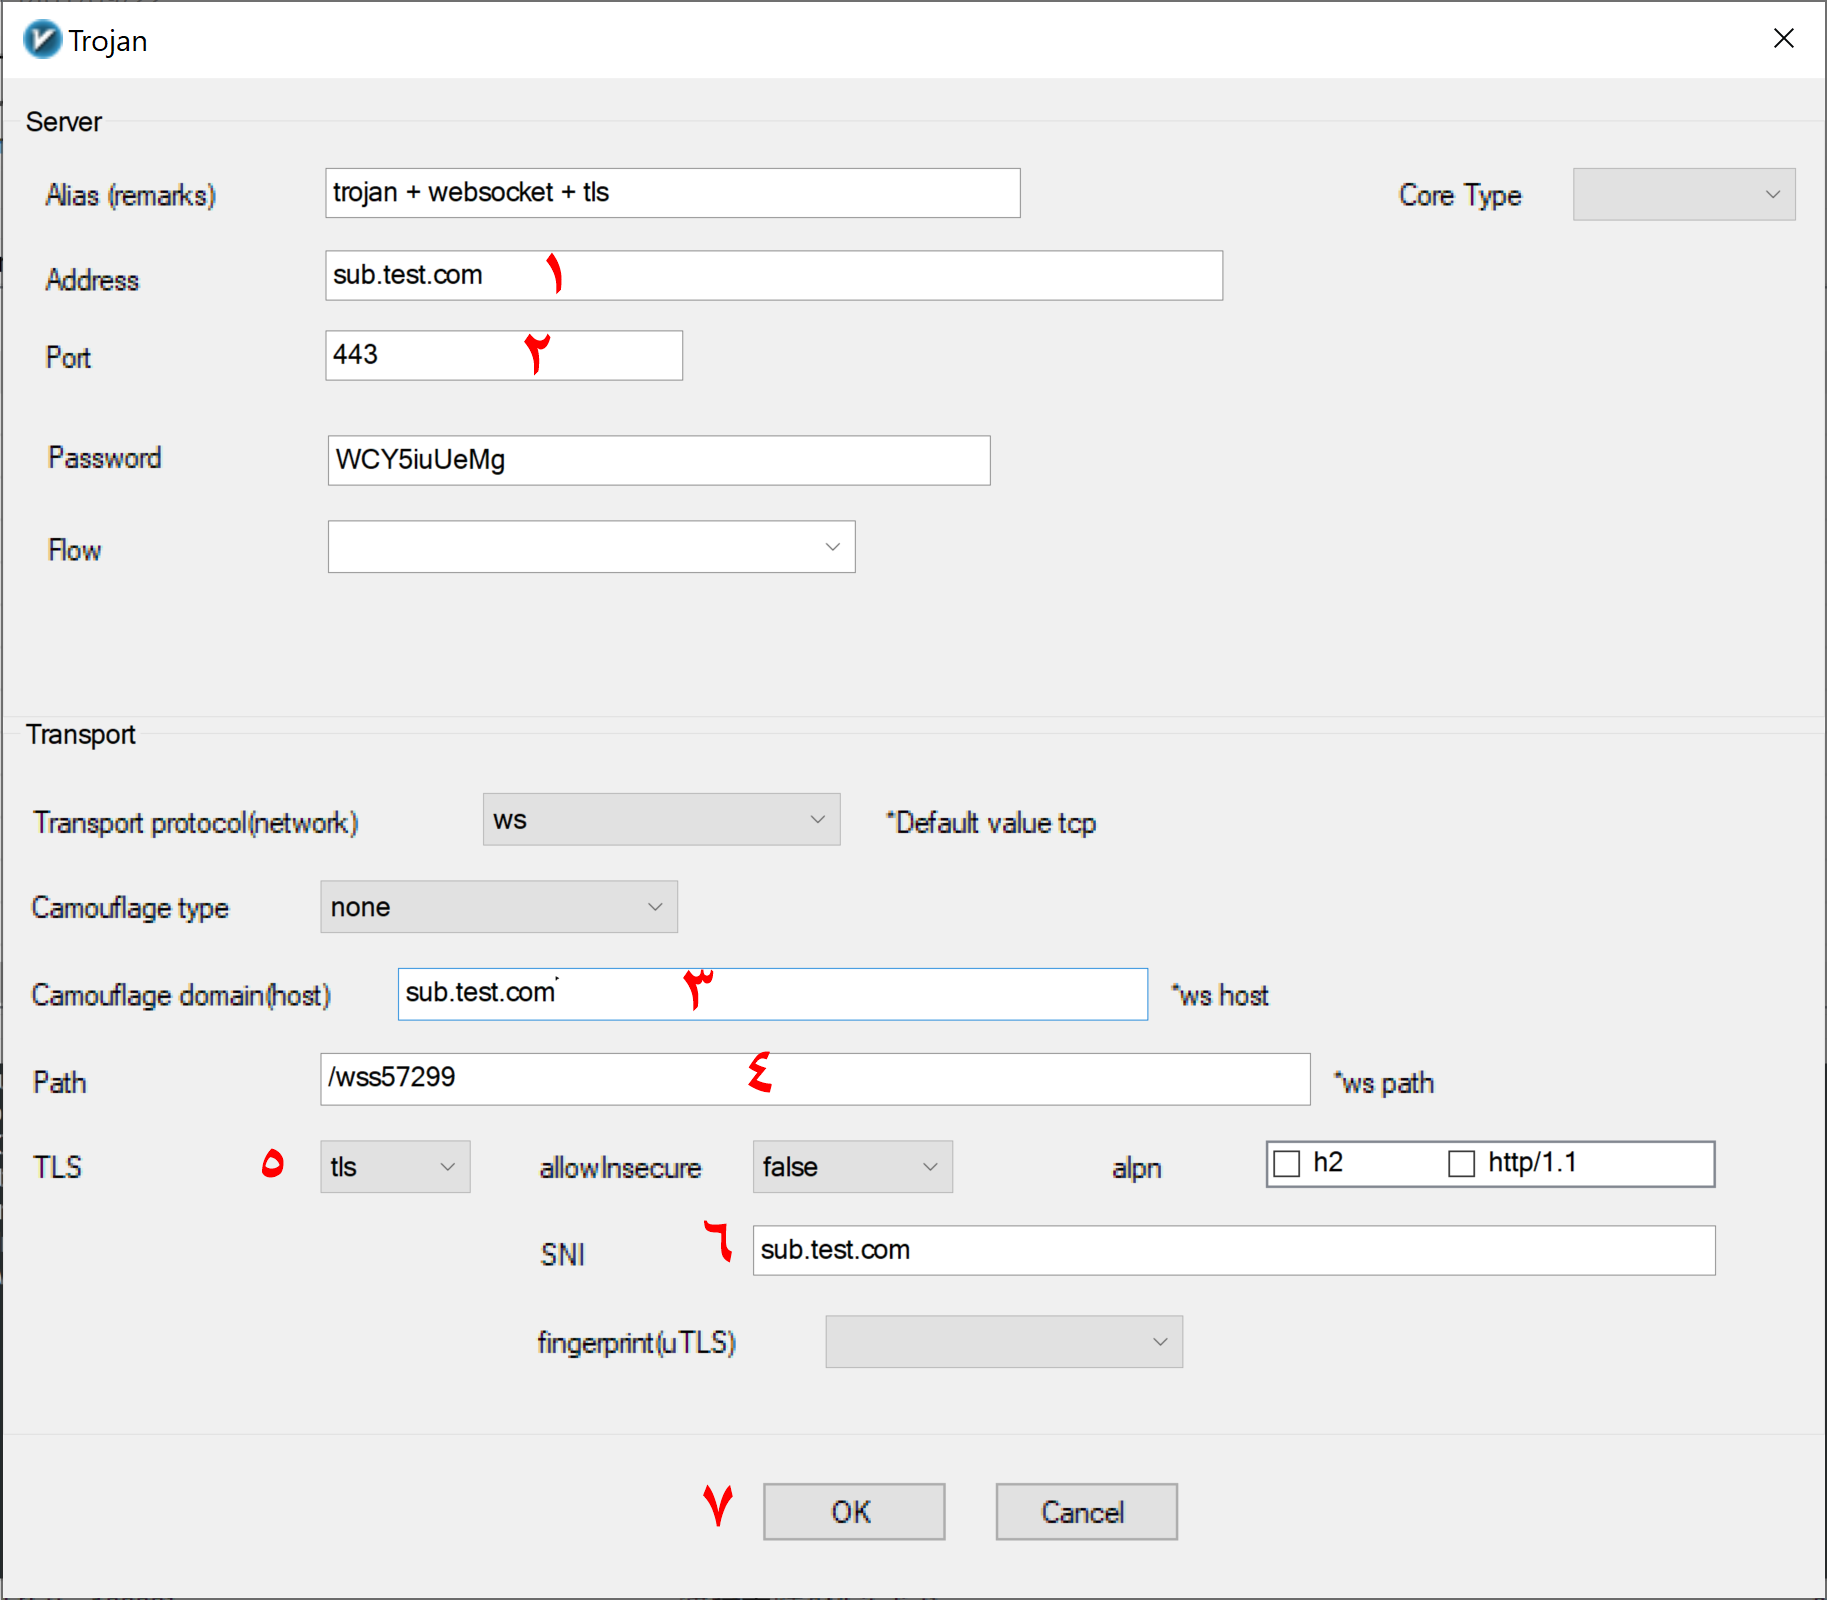 Trojan
Server
Alias (remarks) trojan + websocket + tls Core Type
Address sub.test.com ١
Port 443 ٢
Password WCY5iuUeMg
Flow
Transport
Transport protocol(network) ws *Default value tcp
Camouflage type none
Camouflage domain(host) sub.test.com ٣ *ws host
Path /wss57299 ٤ *ws path
TLS ٥ tls allowInsecure false alpn h2 http/1.1
SNI ٦ sub.test.com
fingerprint(uTLS)
٧ OK Cancel